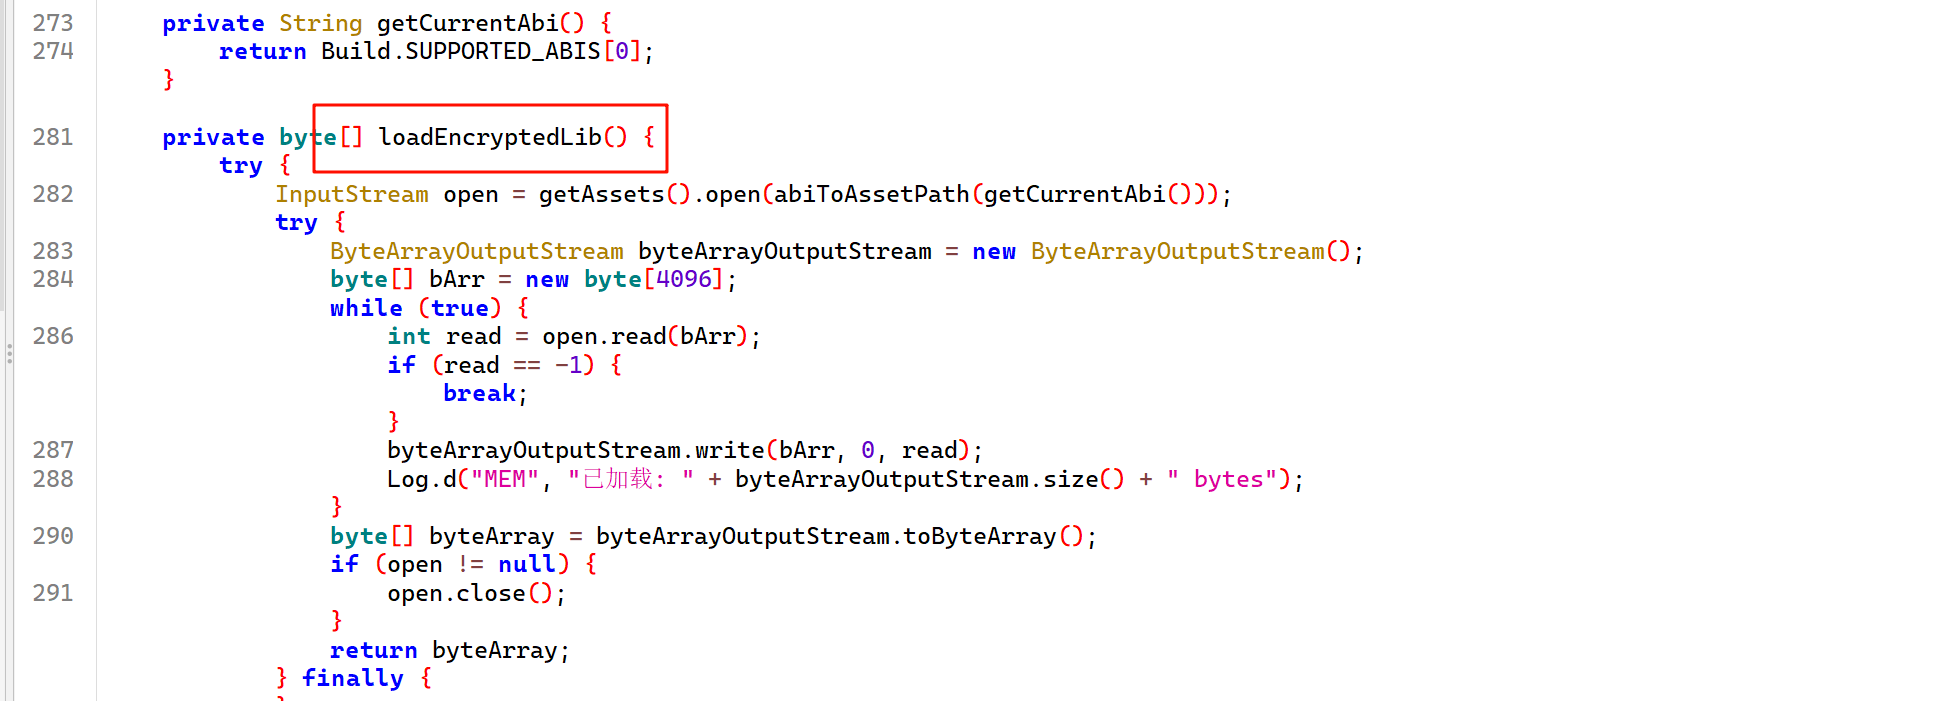 273 private String getCurrentAbi() {
274 return Build.SUPPORTED_ABIS[0];
}
281 private byte[] loadEncryptedLib() {
try {
282 InputStream open = getAssets().open(abiToAssetPath(getCurrentAbi()));
try {
283 ByteArrayOutputStream byteArrayOutputStream = new ByteArrayOutputStream();
284 byte[] bArr = new byte[4096];
while (true) {
286 int read = open.read(bArr);
if (read == -1) {
break;
}
287 byteArrayOutputStream.write(bArr, 0, read);
288 Log.d("MEM", "已加载: " + byteArrayOutputStream.size() + " bytes");
}
290 byte[] byteArray = byteArrayOutputStream.toByteArray();
if (open != null) {
291 open.close();
}
return byteArray;
} finally {